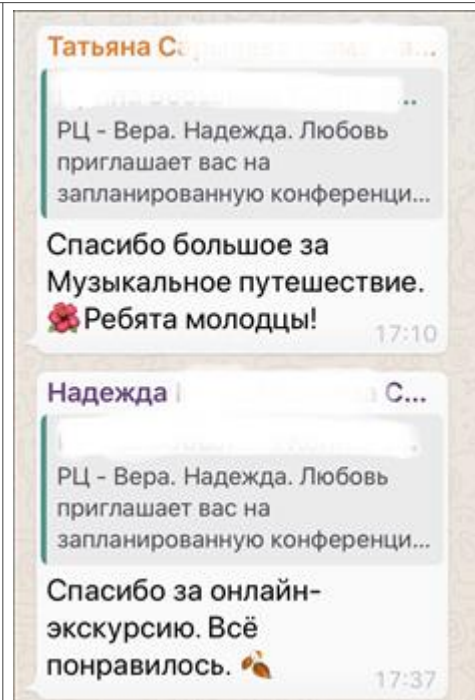 Татьяна
РЦ - Вера. Надежда. Любовь
приглашает вас на
запланированную конференци...
Спасибо большое за
Музыкальное путешествие.
🌺Ребята молодцы!
17:10
Надежда С...
РЦ - Вера. Надежда. Любовь
приглашает вас на
запланированную конференци...
Спасибо за онлайн-
экскурсию. Всё
понравилось. 🍂
17:37